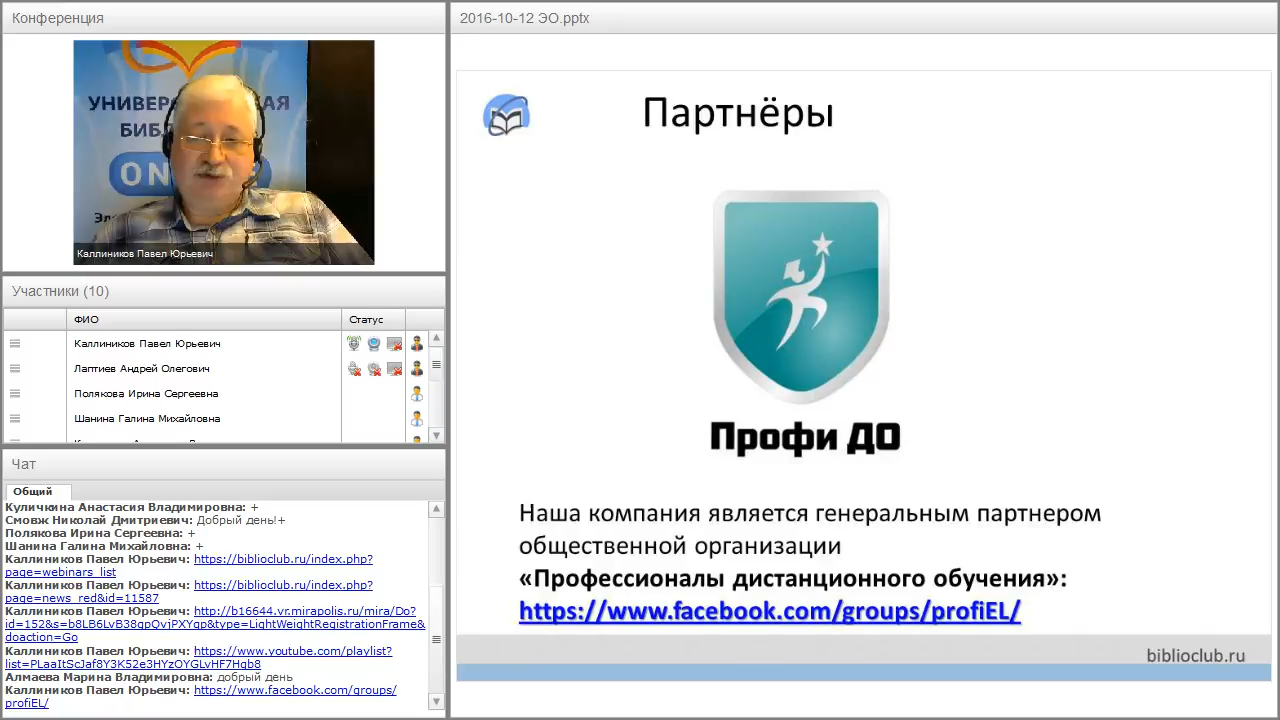 Конференция
УНИВЕР
АЯ
БИБ
ON
E
Каллиников Павел Юрьевич
Участники (10)
ФИО
Статус
Каллиников Павел Юрьевич
Лаптиев Андрей Олегович
Полякова Ирина Сергеевна
Шанина Галина Михайловна
Чат
Общий
Куличкина Анастасия Владимировна: +
Смовж Николай Дмитриевич: Добрый день!+
Полякова Ирина Сергеевна: +
Шанина Галина Михайловна: +
Каллиников Павел Юрьевич: https://biblioclub.ru/index.php?
page=webinars_list
Каллиников Павел Юрьевич: https://biblioclub.ru/index.php?
page=news_red&id=11587
Каллиников Павел Юрьевич: http://b16644.vr.mirapolis.ru/mira/Do?
id=152&s=b8LB6LvB38gpQviPXYqu&type=LightWeightRegistrationFrame&
doaction=Go
Каллиников Павел Юрьевич: https://www.youtube.com/playlist?
list=PLaaItScJaf8Y3K52e3HYzOYGLvHF7Hqb8
Алмаева Марина Владимировна: добрый день
Каллиников Павел Юрьевич: https://www.facebook.com/groups/
profiEL/
2016-10-12 ЭО.pptx
Партнёры
Профи ДО
Наша компания является генеральным партнером
общественной организации
«Профессионалы дистанционного обучения»:
https://www.facebook.com/groups/profiEL/
biblioclub.ru